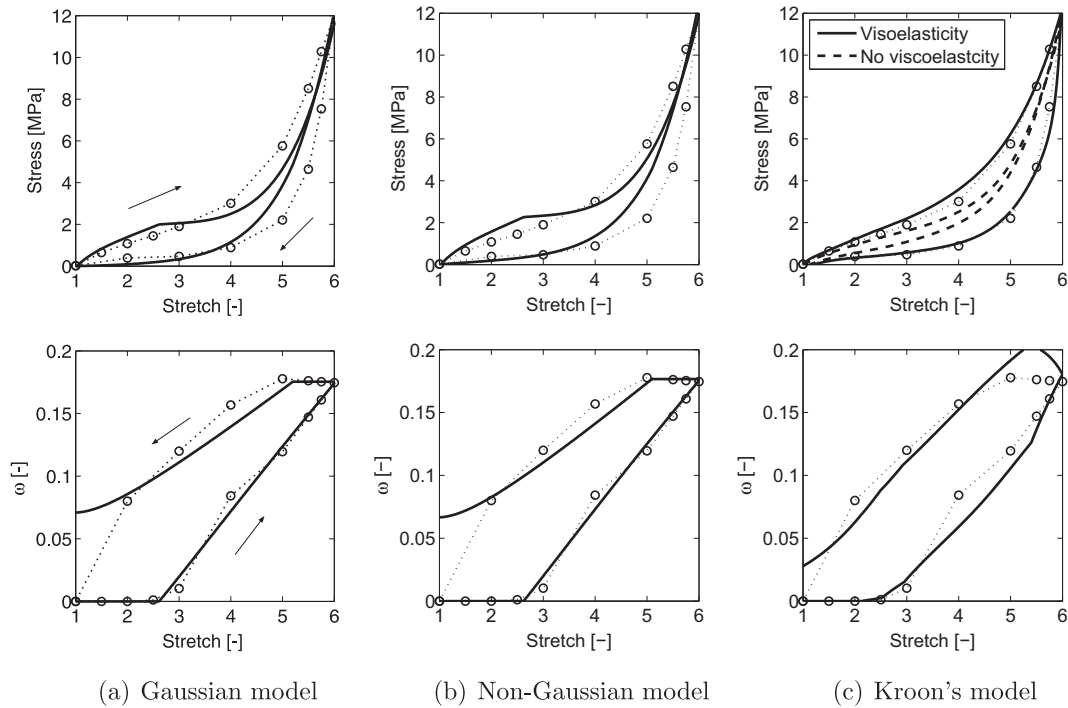 12
10
8
6
4
2
0
Stress [MPa]
1 2 3 4 5 6
Stretch [-]
12
10
8
6
4
2
0
Stress [MPa]
1 2 3 4 5 6
Stretch [−]
12
10
8
6
4
2
0
Stress [MPa]
Visoelasticity
No viscoelastcity
1 2 3 4 5 6
Stretch [−]
0.2
0.15
0.1
0.05
0
ω [-]
1 2 3 4 5 6
Stretch [-]
0.2
0.15
0.1
0.05
0
ω [−]
1 2 3 4 5 6
Stretch [−]
0.2
0.15
0.1
0.05
0
ω [−]
1 2 3 4 5 6
Stretch [−]
(a) Gaussian model
(b) Non-Gaussian model
(c) Kroon's model